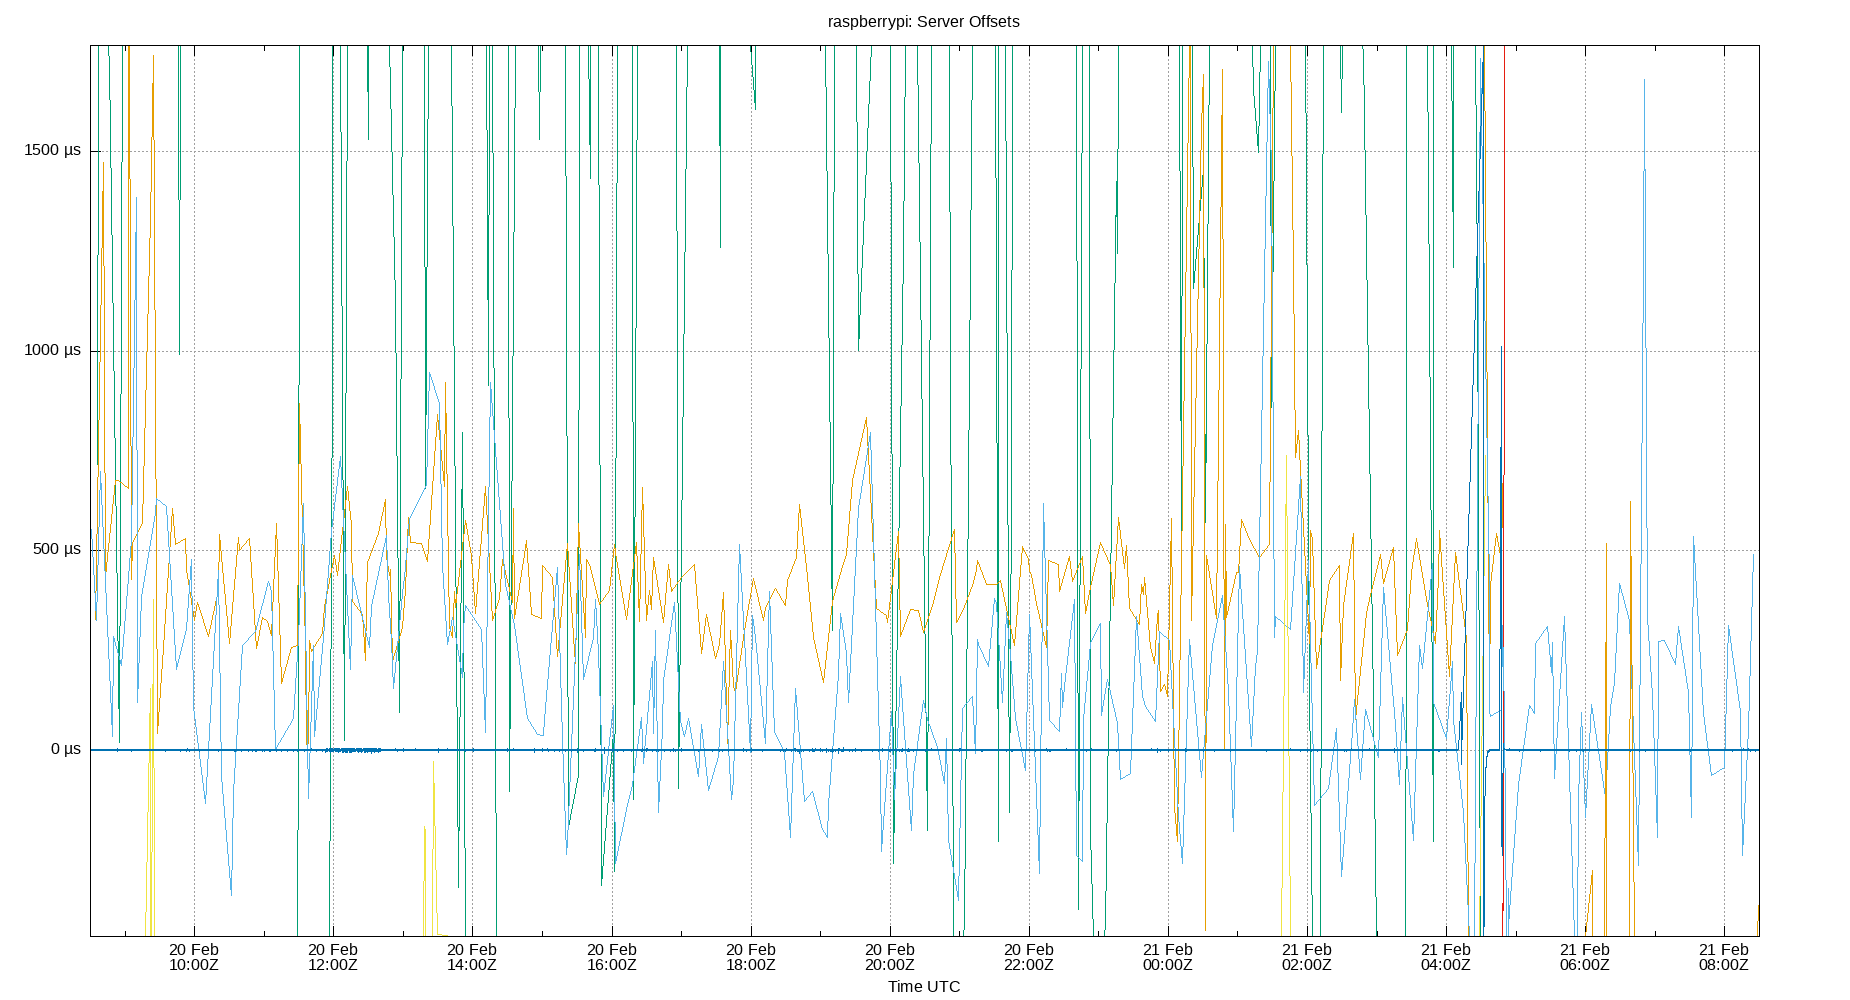 raspberrypi: Server Offsets
1500 µs
1000 µs
500 µs
0 µs
20 Feb 20 Feb 20 Feb 20 Feb 20 Feb 20 Feb 20 Feb 21 Feb 21 Feb 21 Feb 21 Feb 21 Feb
10:00Z 12:00Z 14:00Z 16:00Z 18:00Z 20:00Z 22:00Z 00:00Z 02:00Z 04:00Z 06:00Z 08:00Z
Time UTC